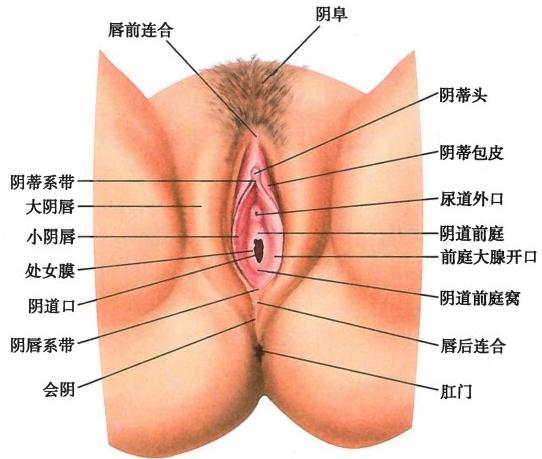 唇前连合
阴阜
阴蒂头
阴蒂包皮
阴蒂系带
大阴唇
尿道外口
小阴唇
阴道前庭
前庭大腺开口
处女膜
阴道口
阴道前庭窝
阴唇系带
唇后连合
会阴
肛门